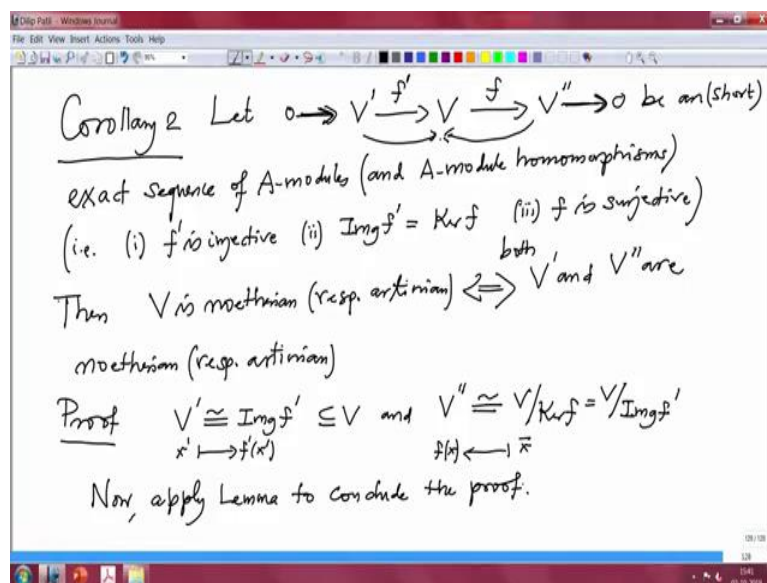 Dilip Patil - Windows Journal
File Edit View Insert Actions Tools Help
Corollary 2 Let 0 → V' f'→ V f→ V'' → 0 be an (short)
exact sequence of A-modules (and A-module homomorphisms)
(i.e. (i) f' is injective (ii) Img f' = Ker f (iii) f is surjective)
Then V is noetherian (resp. artinian) ⟺ both V' and V'' are
noetherian (resp. artinian)
Proof V' ≅ Img f' ⊆ V and V'' ≅ V/Ker f = V/Img f'
x' ↦ f'(x') f(x) ⟻ x̄
Now, apply Lemma to conclude the proof.
128
15:41